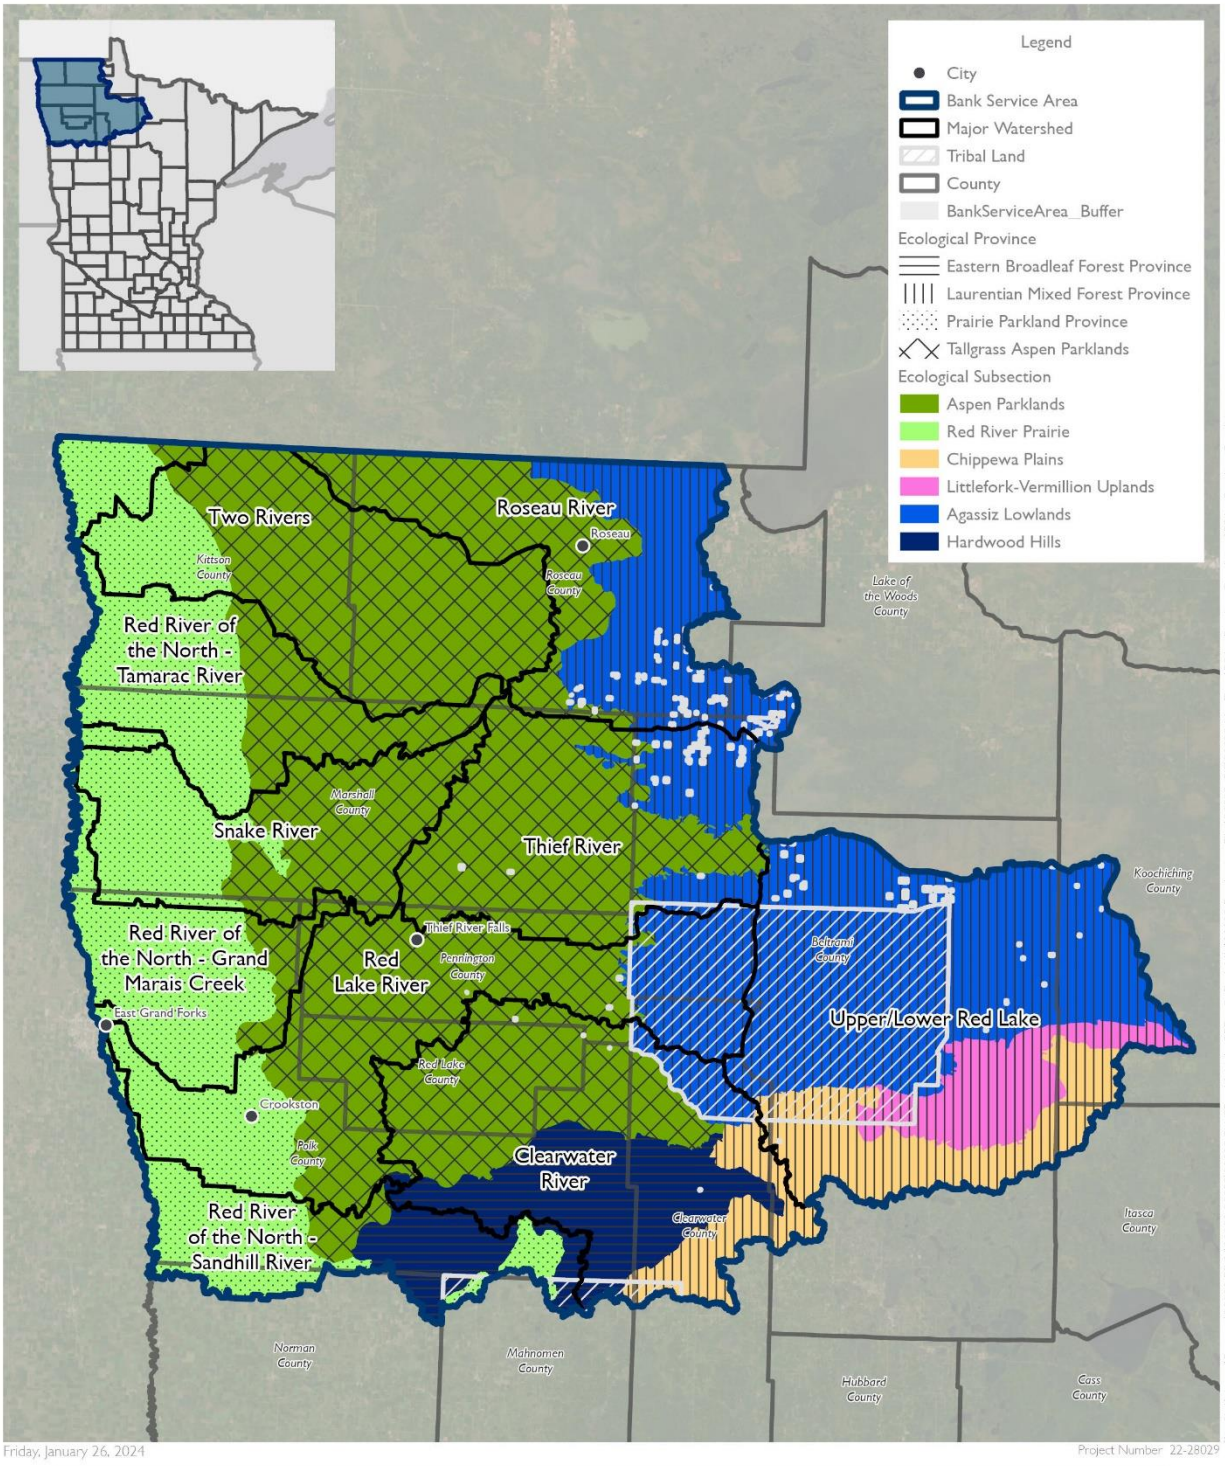 Legend
City
Bank Service Area
Major Watershed
Tribal Land
County
BankServiceArea_Buffer
Ecological Province
Eastern Broadleaf Forest Province
Laurentian Mixed Forest Province
Prairie Parkland Province
Tallgrass Aspen Parklands
Ecological Subsection
Aspen Parklands
Red River Prairie
Chippewa Plains
Littlefork-Vermillion Uplands
Agassiz Lowlands
Hardwood Hills
Two Rivers
Roseau River
Roseau
Kittson
County
Roseau
County
Lake of
the Woods
County
Red River of
the North -
Tamarac River
Marshall
County
Snake River
Thief River
Koochiching
County
Red River of
the North - Grand
Marais Creek
Thief River Falls
Red
Lake River
Pennington
County
Beltrami
County
East Grand Forks
Upper/Lower Red Lake
Red Lake
County
Crookston
Polk
County
Clearwater
River
Red River
of the North -
Sandhill River
Clearwater
County
Itasca
County
Norman
County
Mahnomen
County
Hubbard
County
Cass
County
Friday, January 26, 2024
Project Number 22-28029